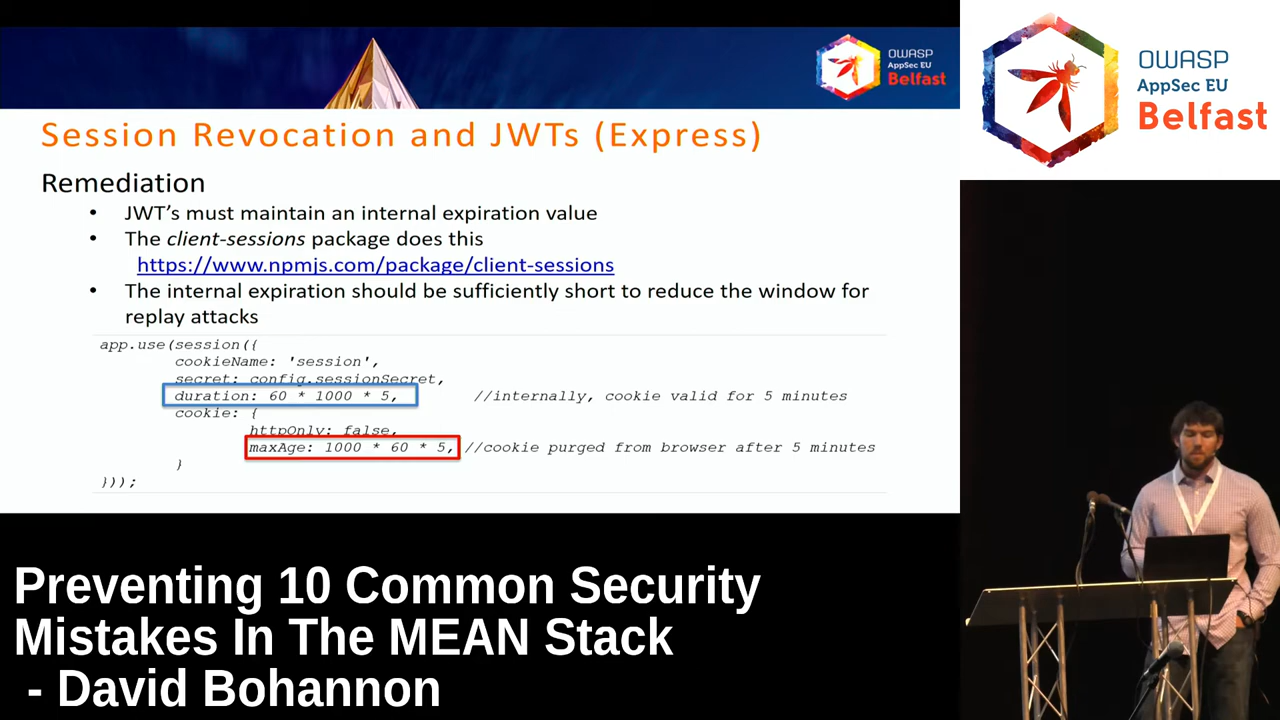 OWASP
AppSec EU
Belfast
OWASP
AppSec EU
Belfast
Session Revocation and JWTs (Express)
Remediation
• JWT's must maintain an internal expiration value
• The client-sessions package does this
https://www.npmjs.com/package/client-sessions
• The internal expiration should be sufficiently short to reduce the window for
replay attacks
app.use(session({
cookieName: 'session',
secret: config.sessionSecret,
duration: 60 * 1000 * 5, //internally, cookie valid for 5 minutes
cookie: {
httpOnly: false,
maxAge: 1000 * 60 * 5, //cookie purged from browser after 5 minutes
}
}));
Preventing 10 Common Security
Mistakes In The MEAN Stack
- David Bohannon